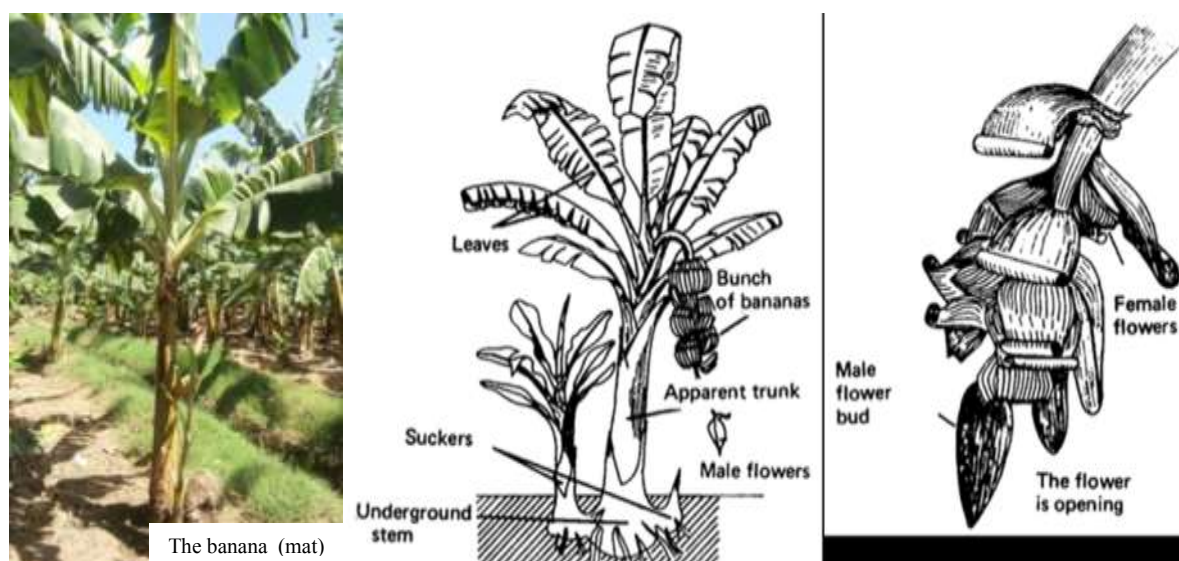 The banana (mat)
Leaves
Bunch
of bananas
Apparent trunk
Suckers
Male flowers
Underground
stem
Female
flowers
Male
flower
bud
The flower
is opening